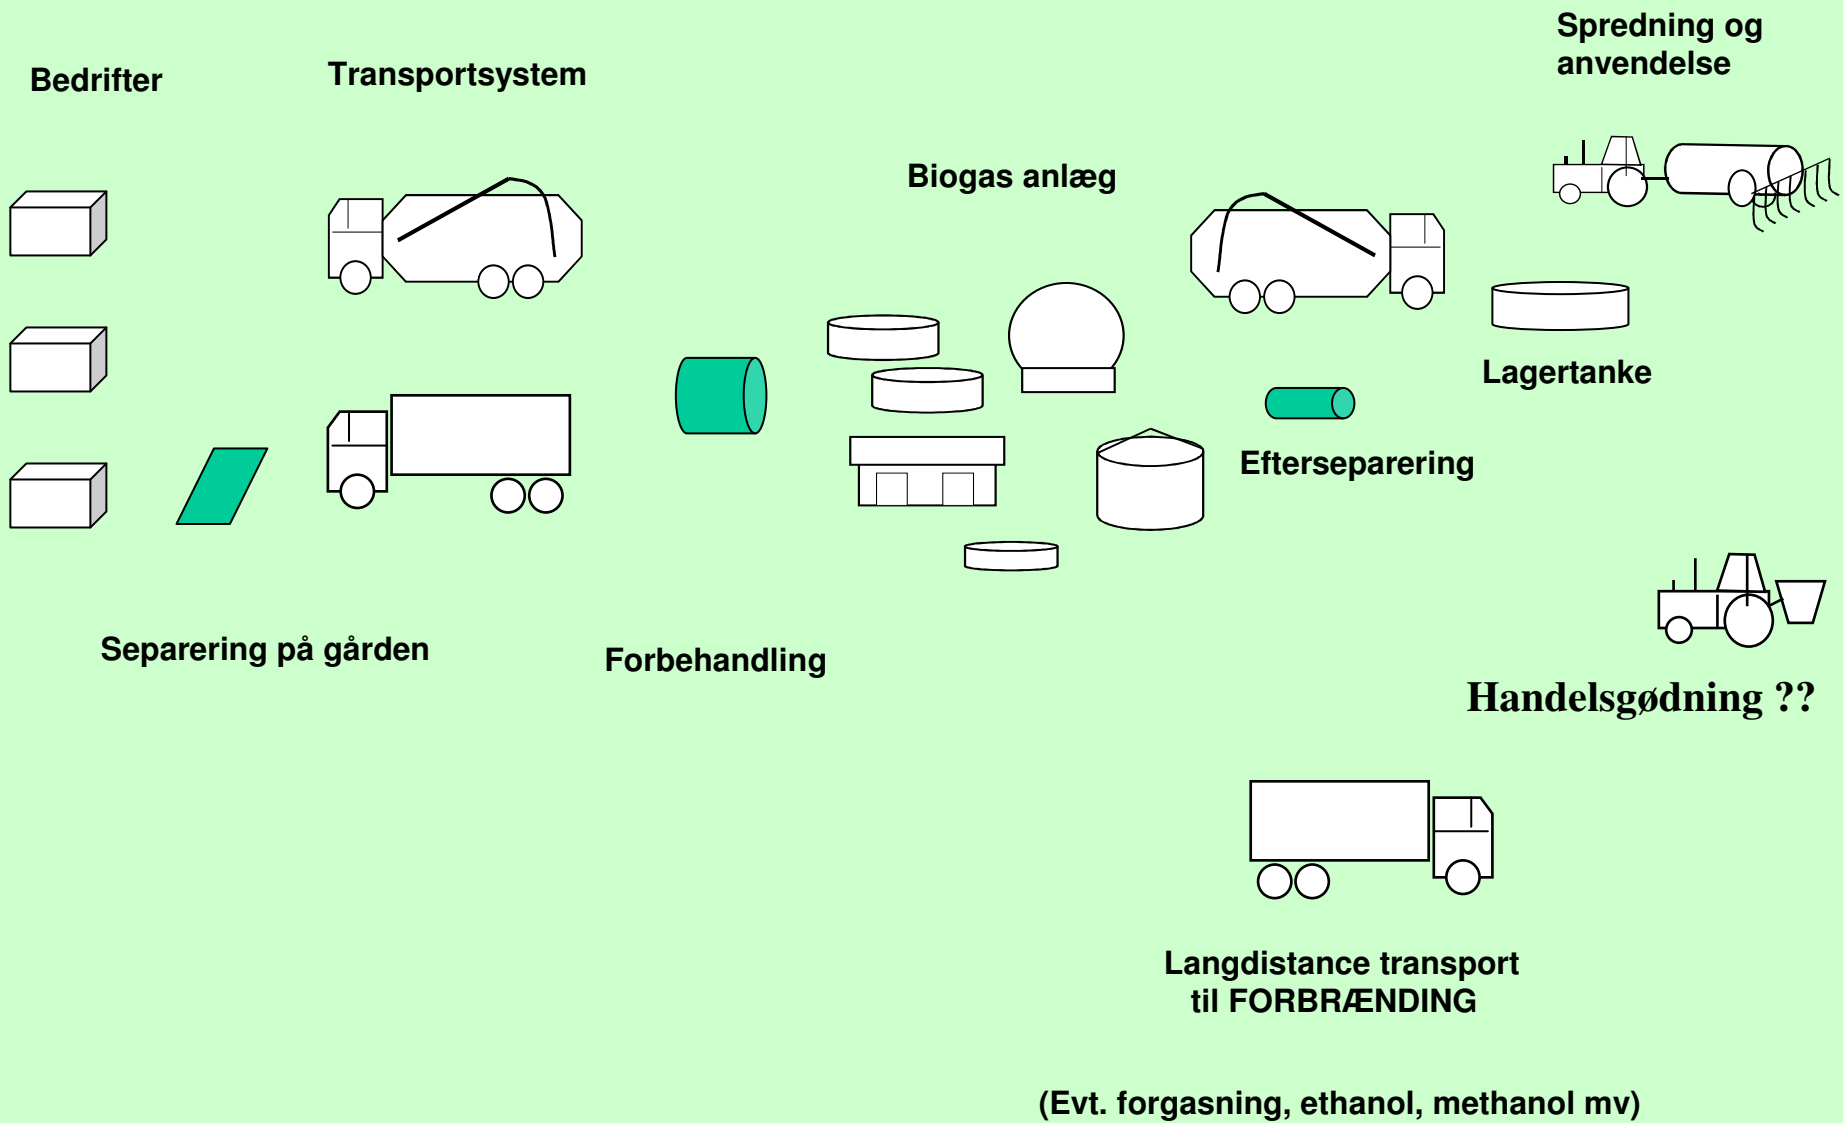 Spredning og
anvendelse
Bedrifter
Transportsystem
Biogas anlæg
Lagertanke
Efterseparering
Separering på gården
Forbehandling
Handelsgødning ??
Langdistance transport
til FORBRÆNDING
(Evt. forgasning, ethanol, methanol mv)